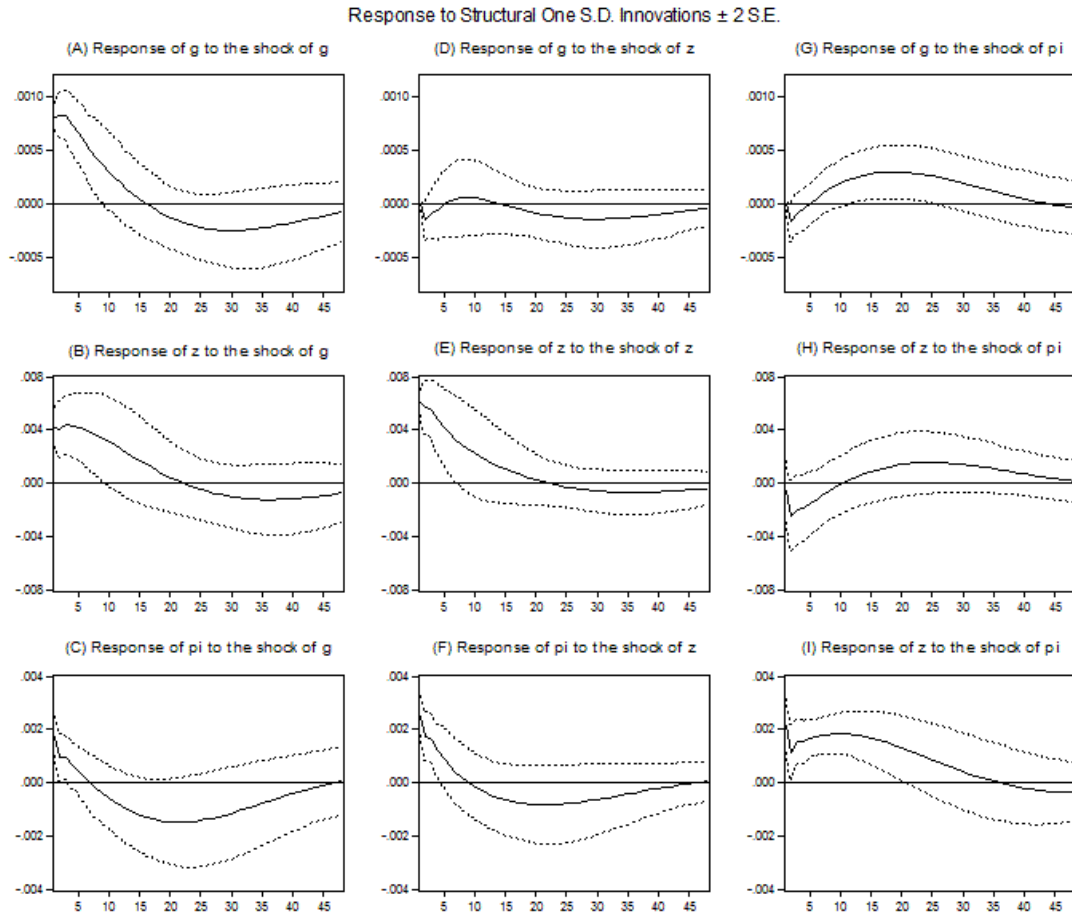 Response to Structural One S.D. Innovations ± 2 S.E.
(A) Response of g to the shock of g
.0010
.0005
.0000
-.0005
5 10 15 20 25 30 35 40 45
(D) Response of g to the shock of z
.0010
.0005
.0000
-.0005
5 10 15 20 25 30 35 40 45
(G) Response of g to the shock of pi
.0010
.0005
.0000
-.0005
5 10 15 20 25 30 35 40 45
(B) Response of z to the shock of g
.008
.004
.000
-.004
-.008
5 10 15 20 25 30 35 40 45
(E) Response of z to the shock of z
.008
.004
.000
-.004
-.008
5 10 15 20 25 30 35 40 45
(H) Response of z to the shock of pi
.008
.004
.000
-.004
-.008
5 10 15 20 25 30 35 40 45
(C) Response of pi to the shock of g
.004
.002
.000
-.002
-.004
5 10 15 20 25 30 35 40 45
(F) Response of pi to the shock of z
.004
.002
.000
-.002
-.004
5 10 15 20 25 30 35 40 45
(I) Response of z to the shock of pi
.004
.002
.000
-.002
-.004
5 10 15 20 25 30 35 40 45